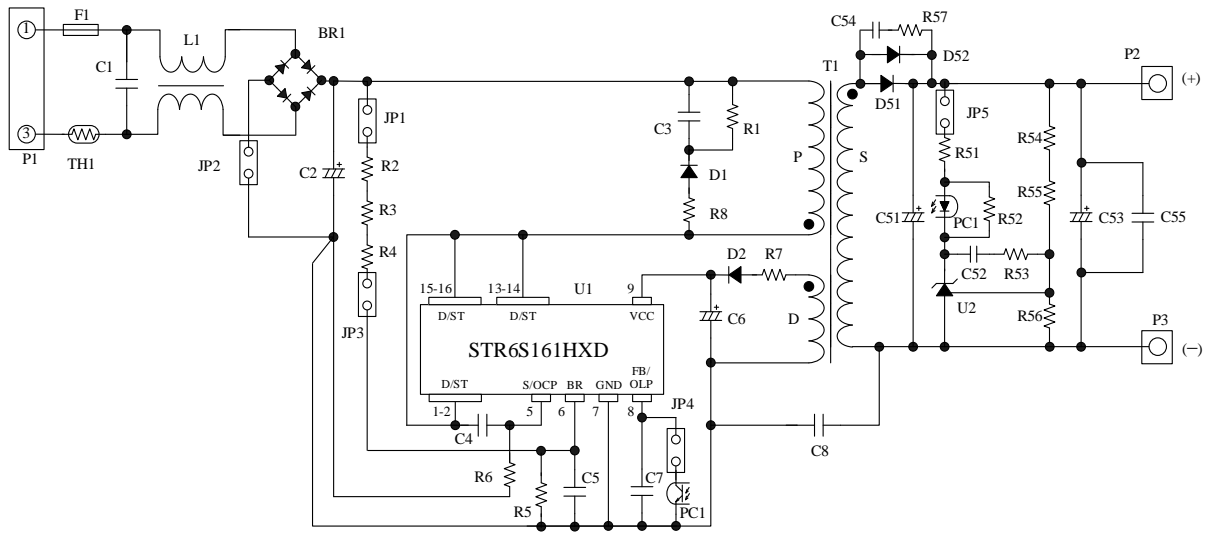 F1
1
C1
L1
BR1
3
P1
TH1
JP2
C2
JP1
R2
R3
R4
JP3
C3
R1
D1
R8
T1
P
S
C54
R57
D52
D51
JP5
R51
PC1
R52
C51
C52
R53
U2
R54
R55
R56
C53
C55
P2
(+)
P3
(−)
D2
R7
C6
D
15-16
13-14
9
U1
D/ST
D/ST
VCC
STR6S161HXD
D/ST
S/OCP
BR
GND
FB/
OLP
1-2
5
6
7
8
JP4
C4
R6
R5
C5
C7
PC1
C8